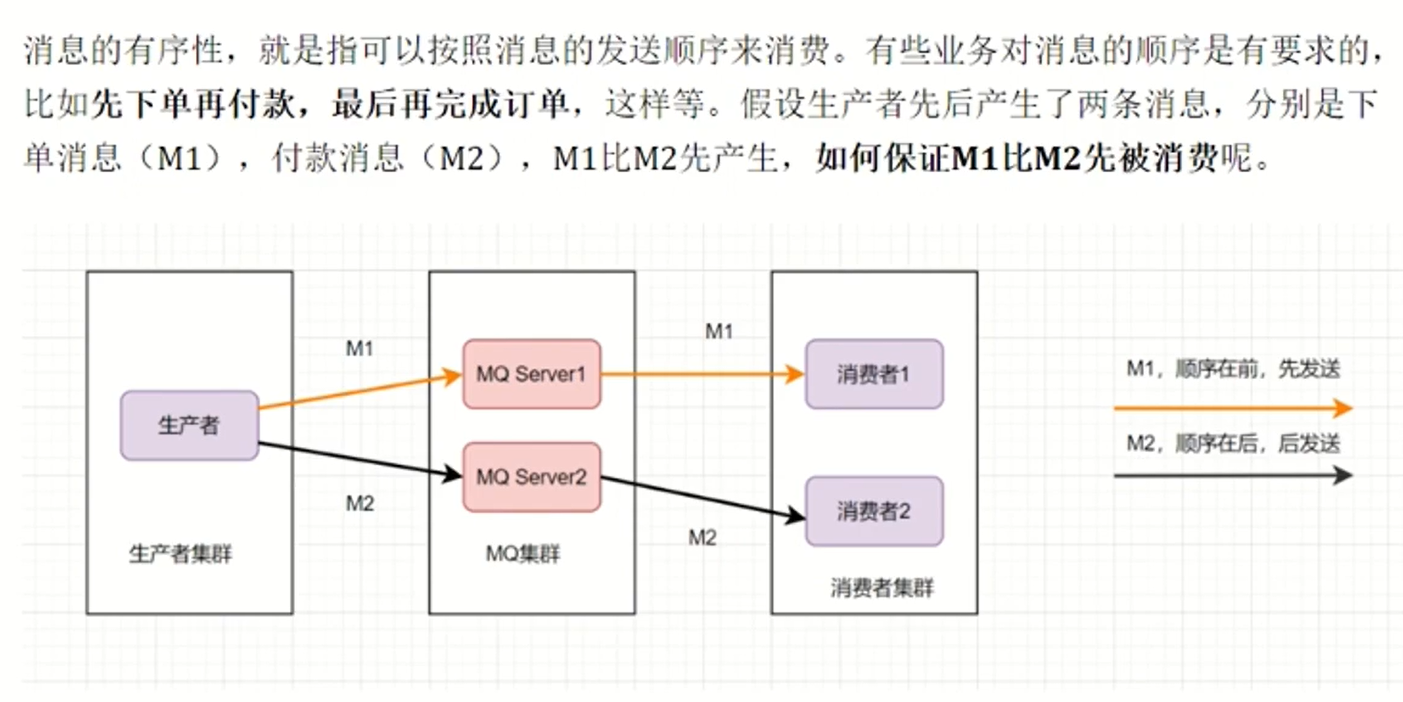 消息的有序性，就是指可以按照消息的发送顺序来消费。有些业务对消息的顺序是有要求的，
比如先下单再付款，最后再完成订单，这样等。假设生产者先后产生了两条消息，分别是下
单消息（M1），付款消息（M2），M1比M2先产生，如何保证M1比M2先被消费呢。
M1
M1
MQ Server1
消费者1
M1，顺序在前，先发送
生产者
M2，顺序在后，后发送
MQ Server2
M2
消费者2
M2
生产者集群
MQ集群
消费者集群